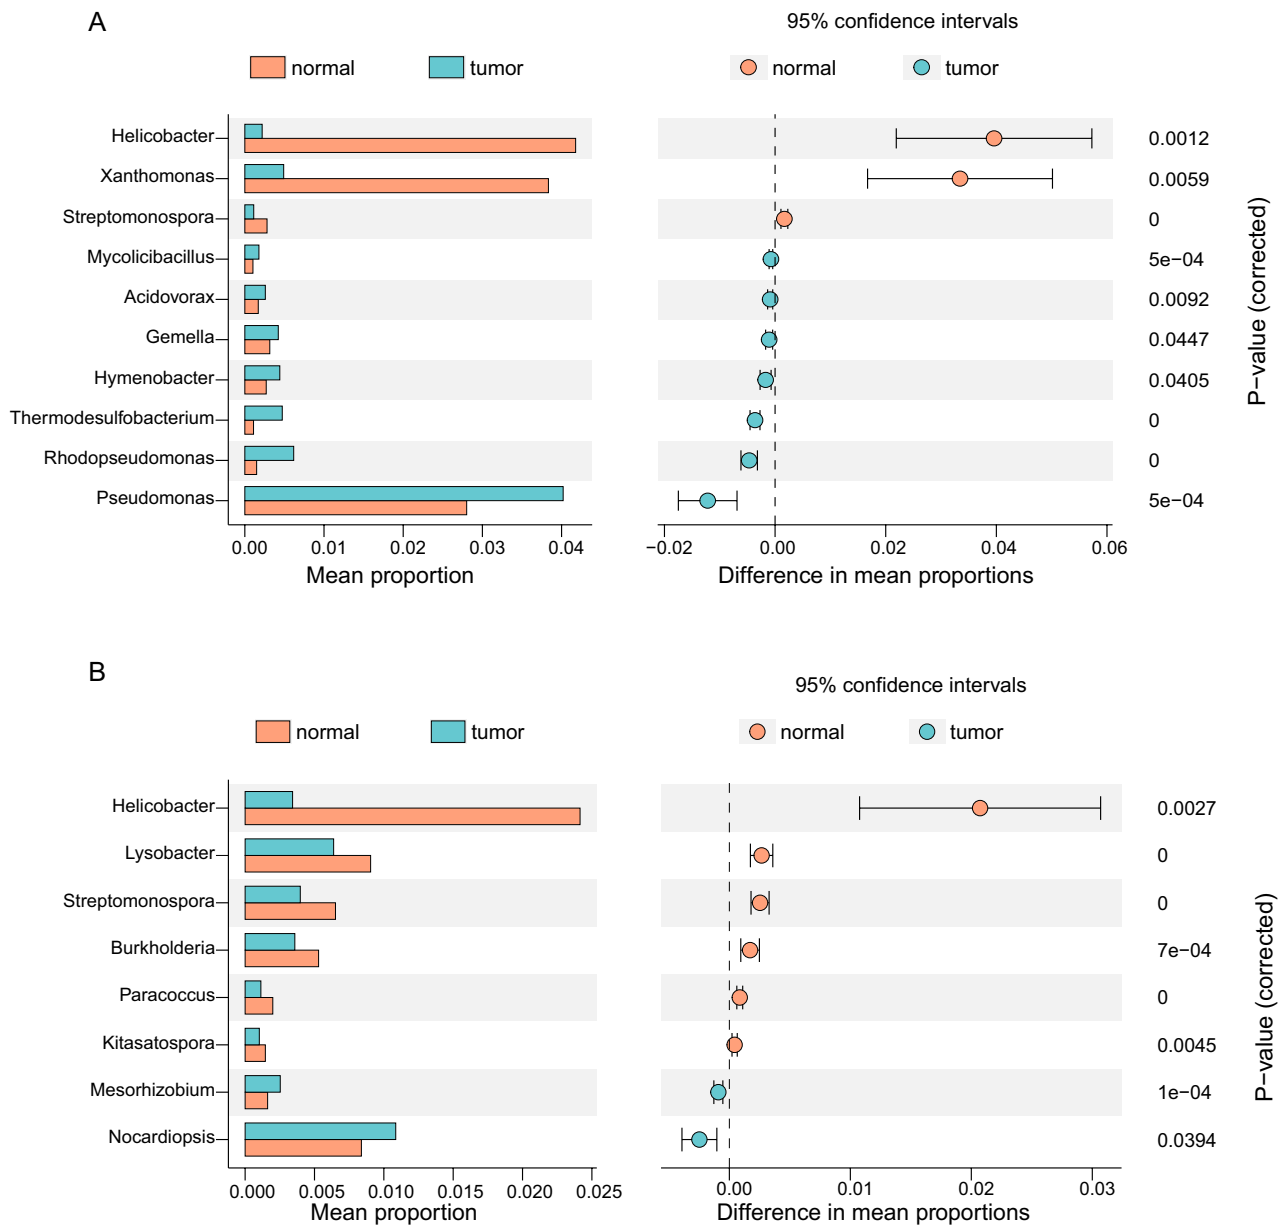 A
95% confidence intervals
normal tumor normal tumor
Helicobacter 0.0012
Xanthomonas 0.0059
Streptomonospora 0
Mycolicibacillus 5e−04
Acidovorax 0.0092
Gemella 0.0447
Hymenobacter 0.0405
Thermodesulfobacterium 0
Rhodopseudomonas 0
Pseudomonas 5e−04
P−value (corrected)
0.00 0.01 0.02 0.03 0.04 −0.02 0.00 0.02 0.04 0.06
Mean proportion Difference in mean proportions
B
95% confidence intervals
normal tumor normal tumor
Helicobacter 0.0027
Lysobacter 0
Streptomonospora 0
Burkholderia 7e−04
Paracoccus 0
Kitasatospora 0.0045
Mesorhizobium 1e−04
Nocardiopsis 0.0394
P−value (corrected)
0.000 0.005 0.010 0.015 0.020 0.025 0.00 0.01 0.02 0.03
Mean proportion Difference in mean proportions